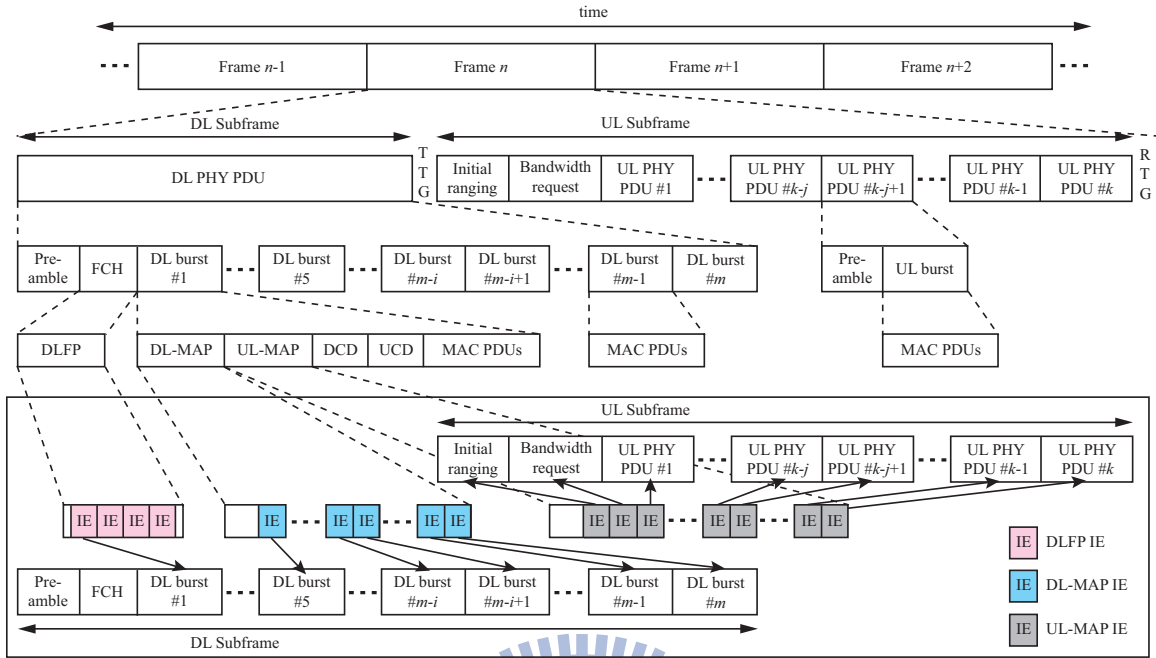 time
Frame n-1 Frame n Frame n+1 Frame n+2
DL Subframe UL Subframe
DL PHY PDU
T
T
G
Initial
ranging
Bandwidth
request
UL PHY
PDU #1
UL PHY
PDU #k-j
UL PHY
PDU #k-j+1
UL PHY
PDU #k-1
UL PHY
PDU #k
R
T
G
Pre-
amble
FCH
DL burst
#1
DL burst
#5
DL burst
#m-i
DL burst
#m-i+1
DL burst
#m-1
DL burst
#m
Pre-
amble
UL burst
DLFP
DL-MAP UL-MAP DCD UCD MAC PDUs
MAC PDUs
MAC PDUs
UL Subframe
Initial
ranging
Bandwidth
request
UL PHY
PDU #1
UL PHY
PDU #k-j
UL PHY
PDU #k-j+1
UL PHY
PDU #k-1
UL PHY
PDU #k
IE IE IE IE
IE IE IE IE IE
IE IE IE IE IE IE IE
Pre-
amble
FCH
DL burst
#1
DL burst
#5
DL burst
#m-i
DL burst
#m-i+1
DL burst
#m-1
DL burst
#m
DL Subframe
IE DLFP IE
IE DL-MAP IE
IE UL-MAP IE